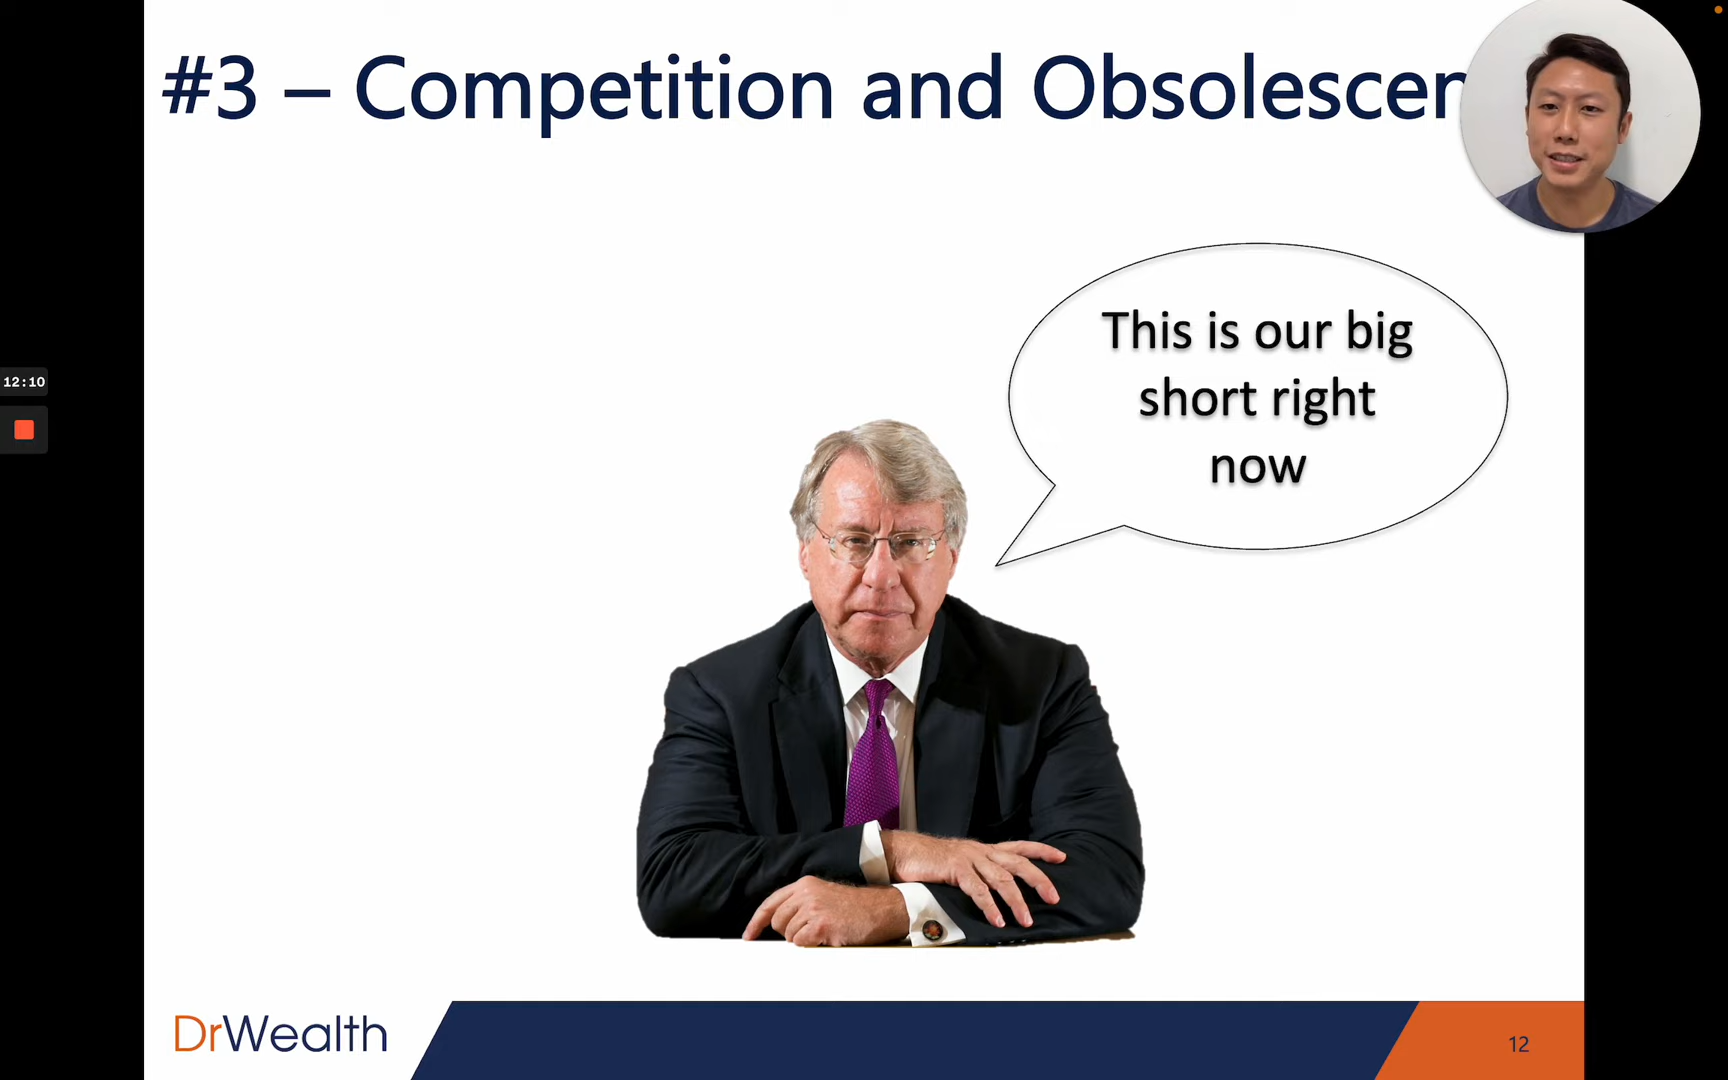 #3 – Competition and Obsolescen
This is our big
short right
now
12:10
DrWealth
12